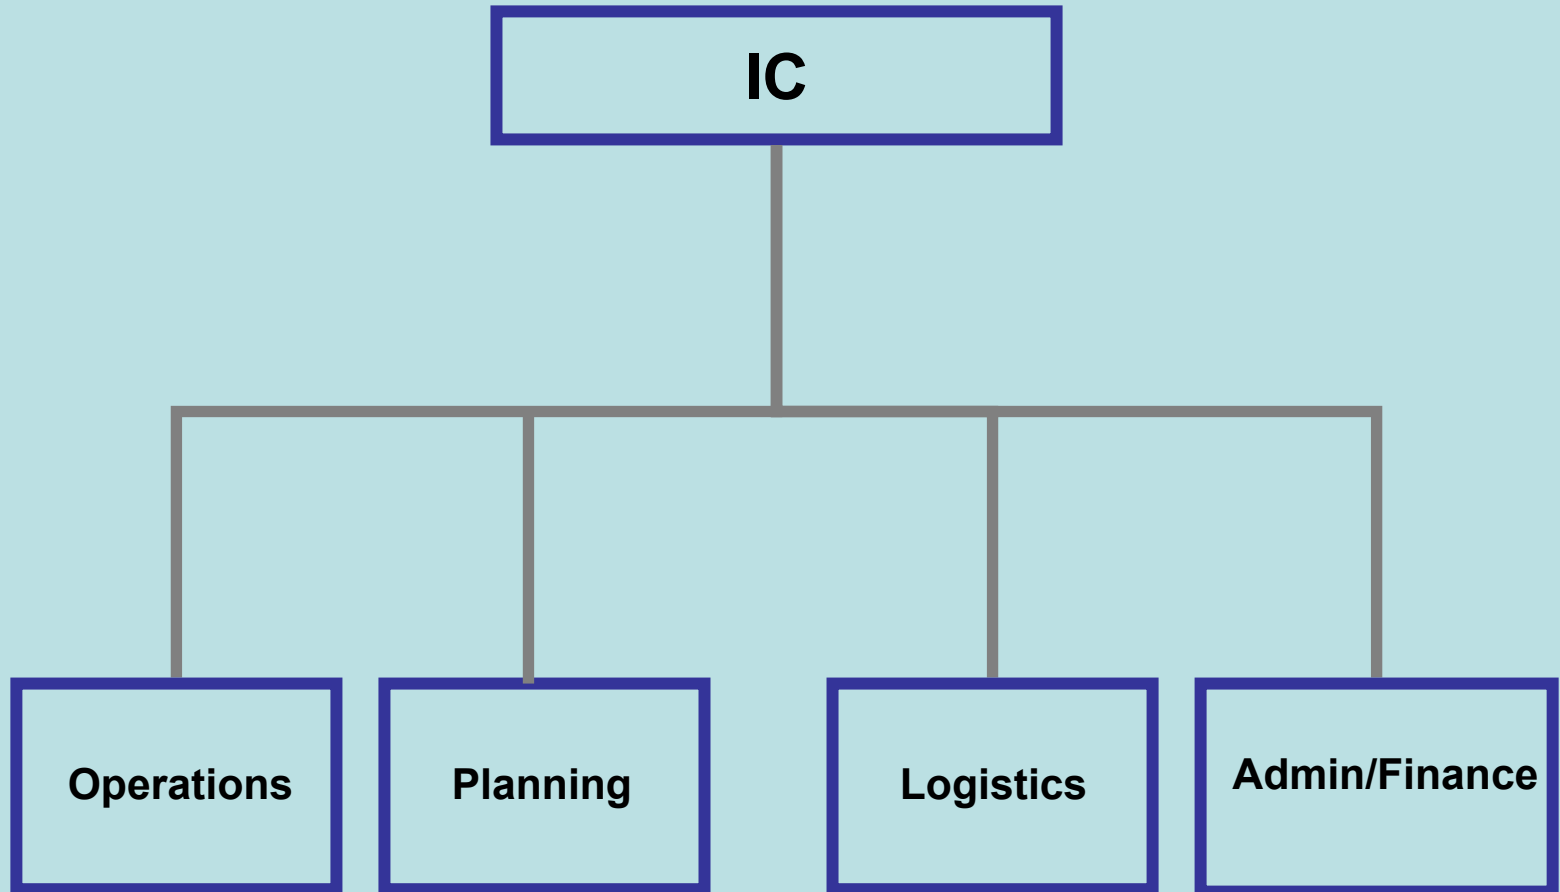 IC
Operations
Planning
Logistics
Admin/Finance